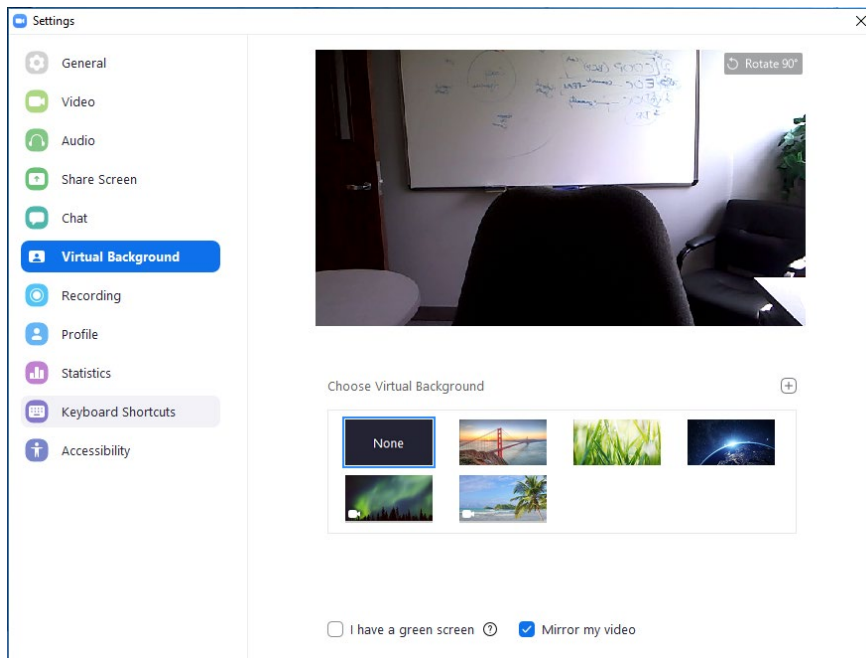 Settings
General
Video
Audio
Share Screen
Chat
Virtual Background
Recording
Profile
Statistics
Keyboard Shortcuts
Accessibility
Rotate 90°
Choose Virtual Background
None
I have a green screen
Mirror my video